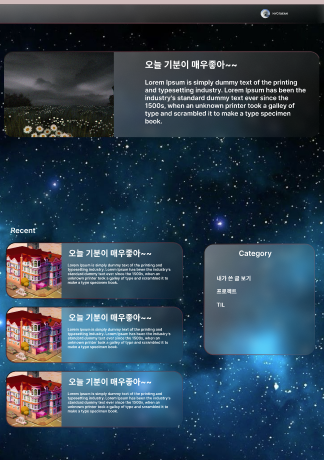 오늘 기분이 매우좋아~~
Lorem Ipsum is simply dummy text of the printing
and typesetting industry. Lorem Ipsum has been the
industry's standard dummy text ever since the
1500s, when an unknown printer took a galley of
type and scrambled it to make a type specimen
book.
Recent
오늘 기분이 매우좋아~~
Lorem Ipsum is simply dummy text of the printing and
typesetting industry. Lorem Ipsum has been the industry's
standard dummy text ever since the 1500s, when an
unknown printer took a galley of type and scrambled it to
make a type specimen book.
오늘 기분이 매우좋아~~
Lorem Ipsum is simply dummy text of the printing and
typesetting industry. Lorem Ipsum has been the industry's
standard dummy text ever since the 1500s, when an
unknown printer took a galley of type and scrambled it to
make a type specimen book.
오늘 기분이 매우좋아~~
Lorem Ipsum is simply dummy text of the printing and
typesetting industry. Lorem Ipsum has been the industry's
standard dummy text ever since the 1500s, when an
unknown printer took a galley of type and scrambled it to
make a type specimen book.
Category
내가 쓴 글 보기
프로젝트
TIL